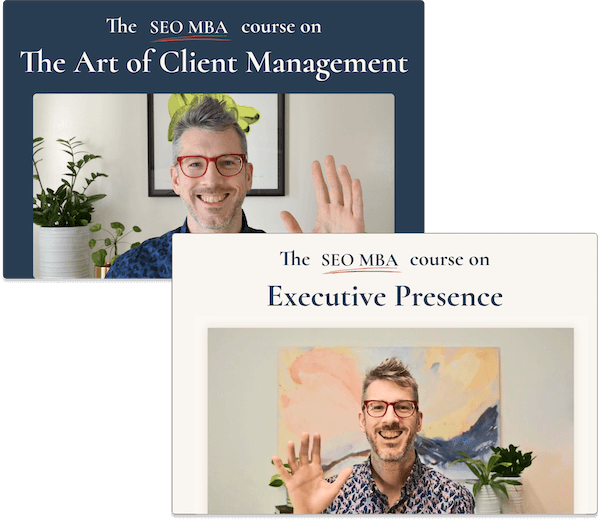 The SEO MBA course on
The Art of Client Management
The SEO MBA course on
Executive Presence